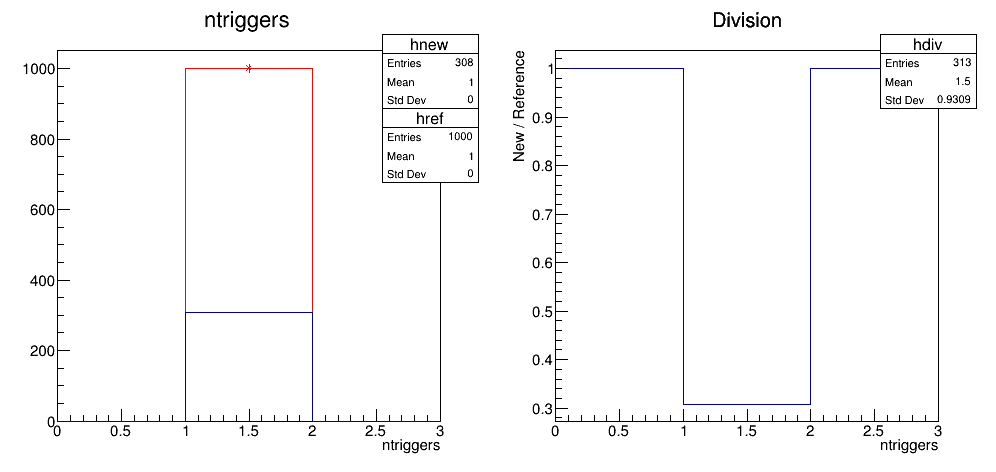 ntriggers
hnew
Entries 308
Mean 1
Std Dev 0
href
Entries 1000
Mean 1
Std Dev 0
1000
800
600
400
200
0
0 0.5 1 1.5 2 2.5 3
ntriggers
Division
hdiv
Entries 313
Mean 1.5
Std Dev 0.9309
New / Reference
1
0.9
0.8
0.7
0.6
0.5
0.4
0.3
0 0.5 1 1.5 2 2.5 3
ntriggers